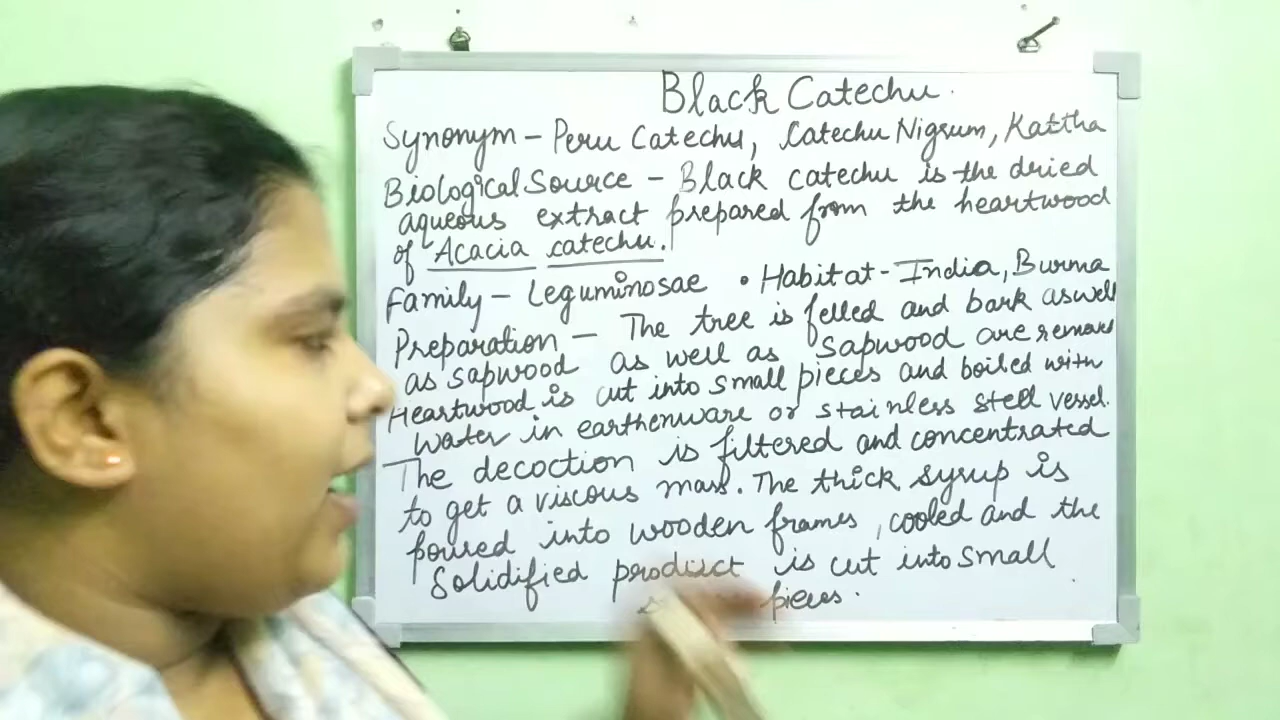 Black Catechu.
Synonym - Peru Catechu, Catechu Nigrum, Kattha
Biological Source - Black catechu is the dried
aqueous extract prepared from the heartwood
of Acacia catechu.
Family - Leguminosae • Habitat - India, Burma
Preparation - The tree is felled and bark aswell
as sapwood as well as sapwood are removed
Heartwood is cut into small pieces and boiled with
water in earthenware or stainless steel vessel.
The decoction is filtered and concentrated
to get a viscous mass. The thick syrup is
poured into wooden frames, cooled and the
Solidified product is cut into small
pieces.